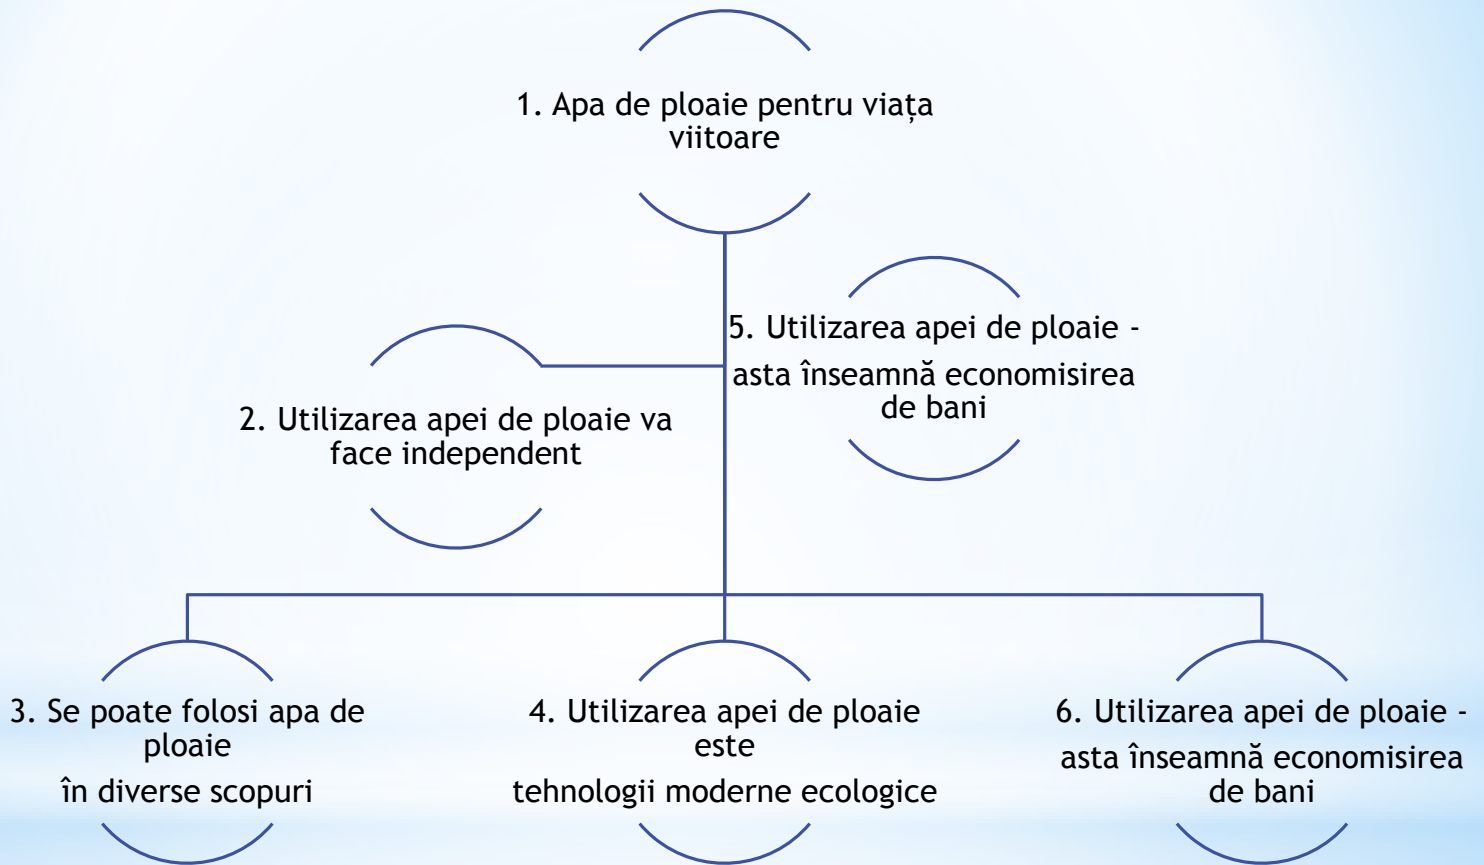 1. Apa de ploaie pentru viața
viitoare
5. Utilizarea apei de ploaie -
asta înseamnă economisirea
de bani
2. Utilizarea apei de ploaie va
face independent
3. Se poate folosi apa de
ploaie
în diverse scopuri
4. Utilizarea apei de ploaie
este
tehnologii moderne ecologice
6. Utilizarea apei de ploaie -
asta înseamnă economisirea
de bani